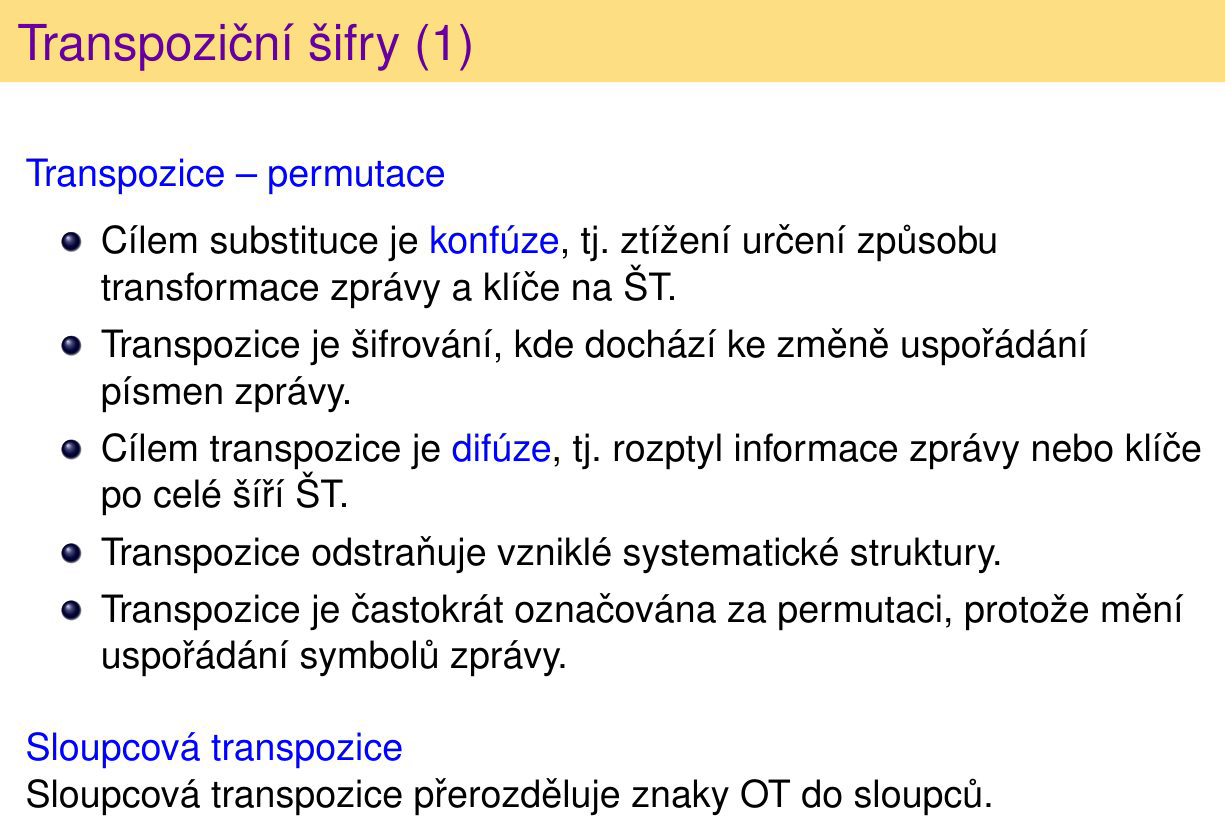 Transpoziční šifry (1)
Transpozice – permutace
Cílem substituce je konfúze, tj. ztížení určení způsobu
transformace zprávy a klíče na ŠT.
Transpozice je šifrování, kde dochází ke změně uspořádání
písmen zprávy.
Cílem transpozice je difúze, tj. rozptyl informace zprávy nebo klíče
po celé šíří ŠT.
Transpozice odstraňuje vzniklé systematické struktury.
Transpozice je častokrát označována za permutaci, protože mění
uspořádání symbolů zprávy.
Sloupcová transpozice
Sloupcová transpozice přerozděluje znaky OT do sloupců.